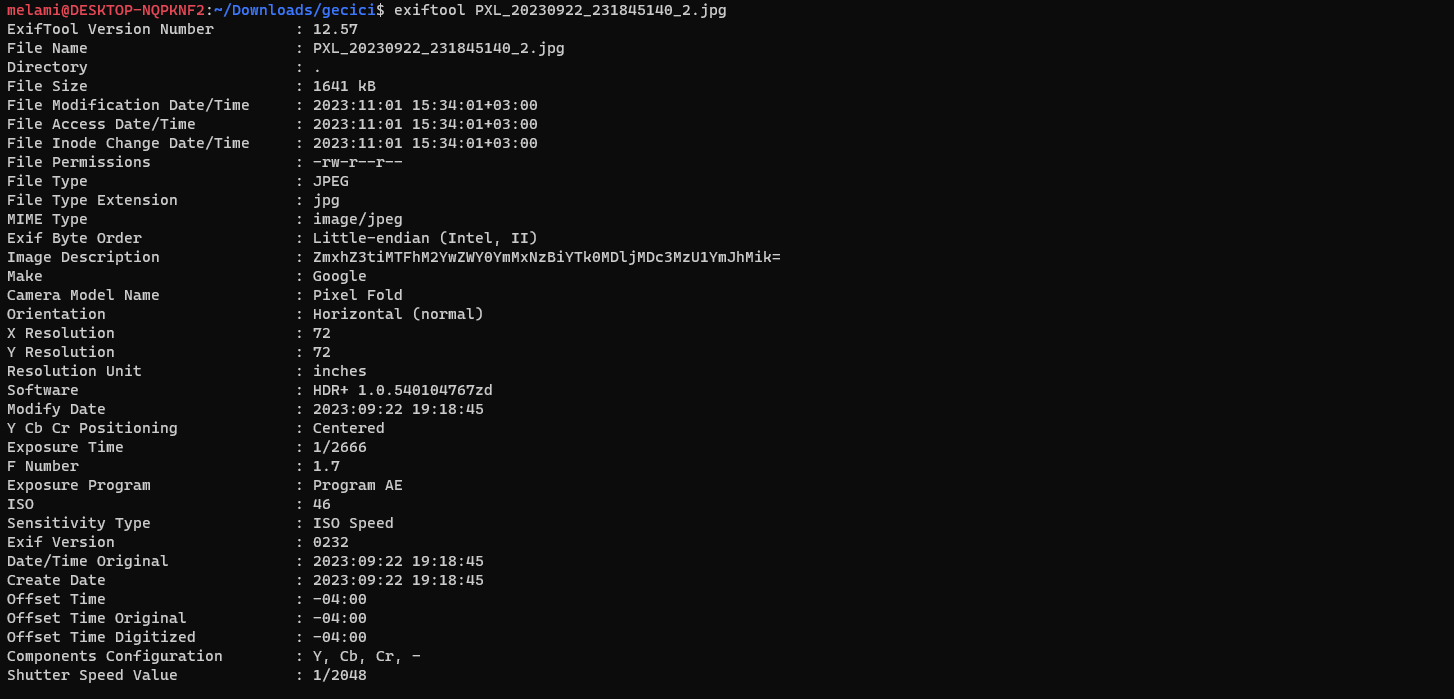 melami@DESKTOP-NQPKNF2:~/Downloads/gecici$ exiftool PXL_20230922_231845140_2.jpg
ExifTool Version Number : 12.57
File Name : PXL_20230922_231845140_2.jpg
Directory : .
File Size : 1641 kB
File Modification Date/Time : 2023:11:01 15:34:01+03:00
File Access Date/Time : 2023:11:01 15:34:01+03:00
File Inode Change Date/Time : 2023:11:01 15:34:01+03:00
File Permissions : -rw-r--r--
File Type : JPEG
File Type Extension : jpg
MIME Type : image/jpeg
Exif Byte Order : Little-endian (Intel, II)
Image Description : ZmxhZ3tiMTFhM2YwZWY0YmMxNzBiYTk0MDljMDc3MzU1YmJhMik=
Make : Google
Camera Model Name : Pixel Fold
Orientation : Horizontal (normal)
X Resolution : 72
Y Resolution : 72
Resolution Unit : inches
Software : HDR+ 1.0.540104767zd
Modify Date : 2023:09:22 19:18:45
Y Cb Cr Positioning : Centered
Exposure Time : 1/2666
F Number : 1.7
Exposure Program : Program AE
ISO : 46
Sensitivity Type : ISO Speed
Exif Version : 0232
Date/Time Original : 2023:09:22 19:18:45
Create Date : 2023:09:22 19:18:45
Offset Time : -04:00
Offset Time Original : -04:00
Offset Time Digitized : -04:00
Components Configuration : Y, Cb, Cr, -
Shutter Speed Value : 1/2048